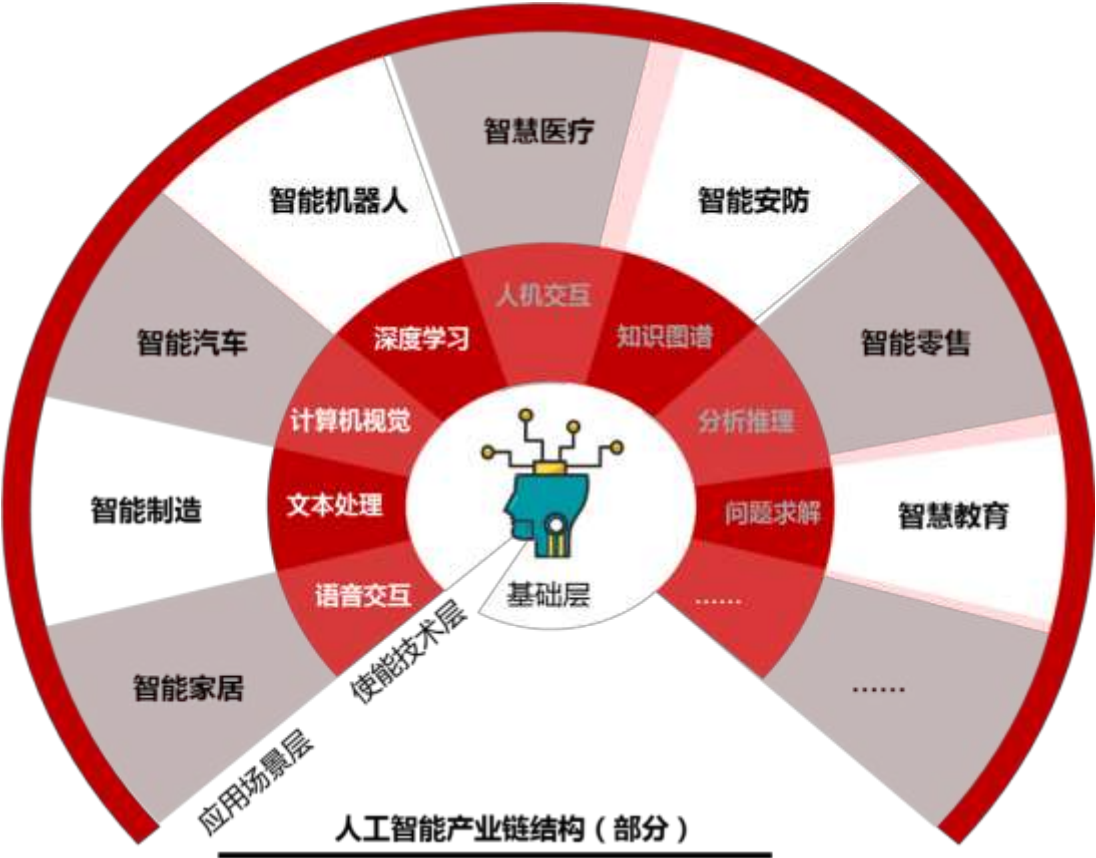 智慧医疗
智能机器人
智能安防
智能汽车
智能零售
智能制造
智慧教育
智能家居
……
人机交互
深度学习
知识图谱
计算机视觉
分析推理
文本处理
问题求解
语音交互
……
基础层
使能技术层
应用场景层
人工智能产业链结构（部分）